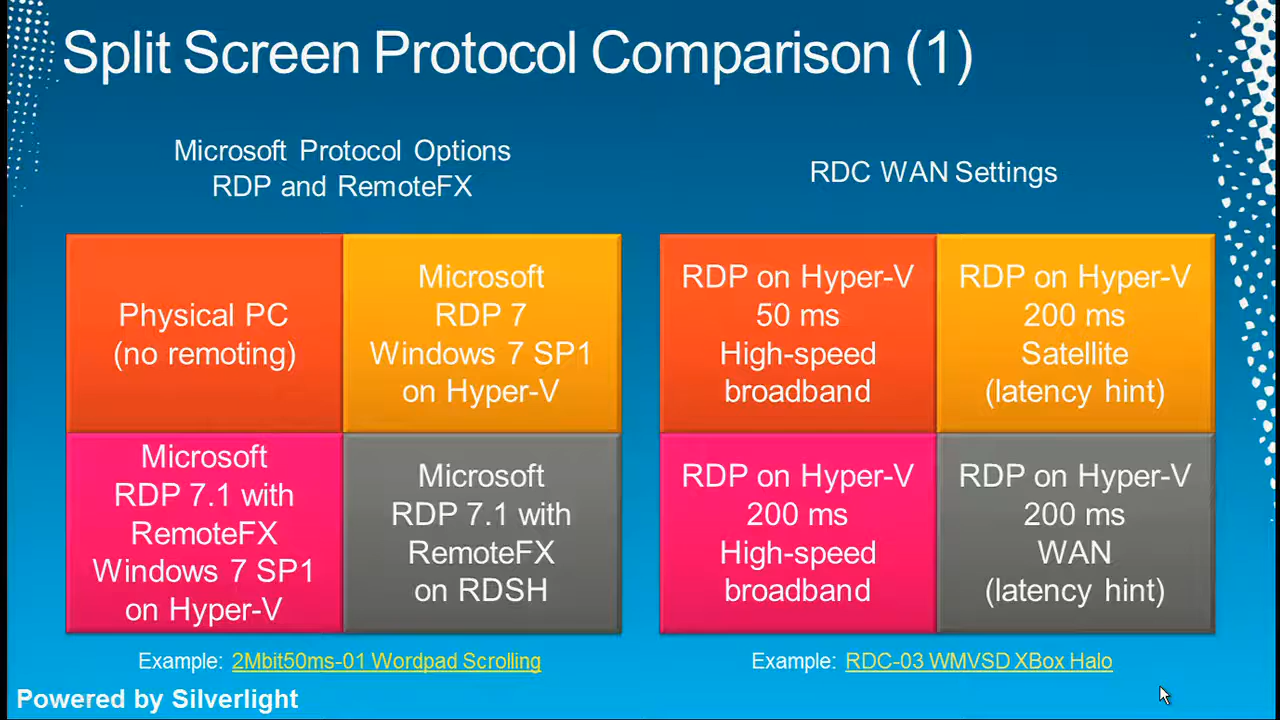 Split Screen Protocol Comparison (1)
Microsoft Protocol Options
RDP and RemoteFX
Physical PC
(no remoting)
Microsoft
RDP 7
Windows 7 SP1
on Hyper-V
Microsoft
RDP 7.1 with
RemoteFX
Windows 7 SP1
on Hyper-V
Microsoft
RDP 7.1 with
RemoteFX
on RDSH
Example: 2Mbit50ms-01 Wordpad Scrolling
RDC WAN Settings
RDP on Hyper-V
50 ms
High-speed
broadband
RDP on Hyper-V
200 ms
Satellite
(latency hint)
RDP on Hyper-V
200 ms
High-speed
broadband
RDP on Hyper-V
200 ms
WAN
(latency hint)
Example: RDC-03 WMVSD XBox Halo
Powered by Silverlight